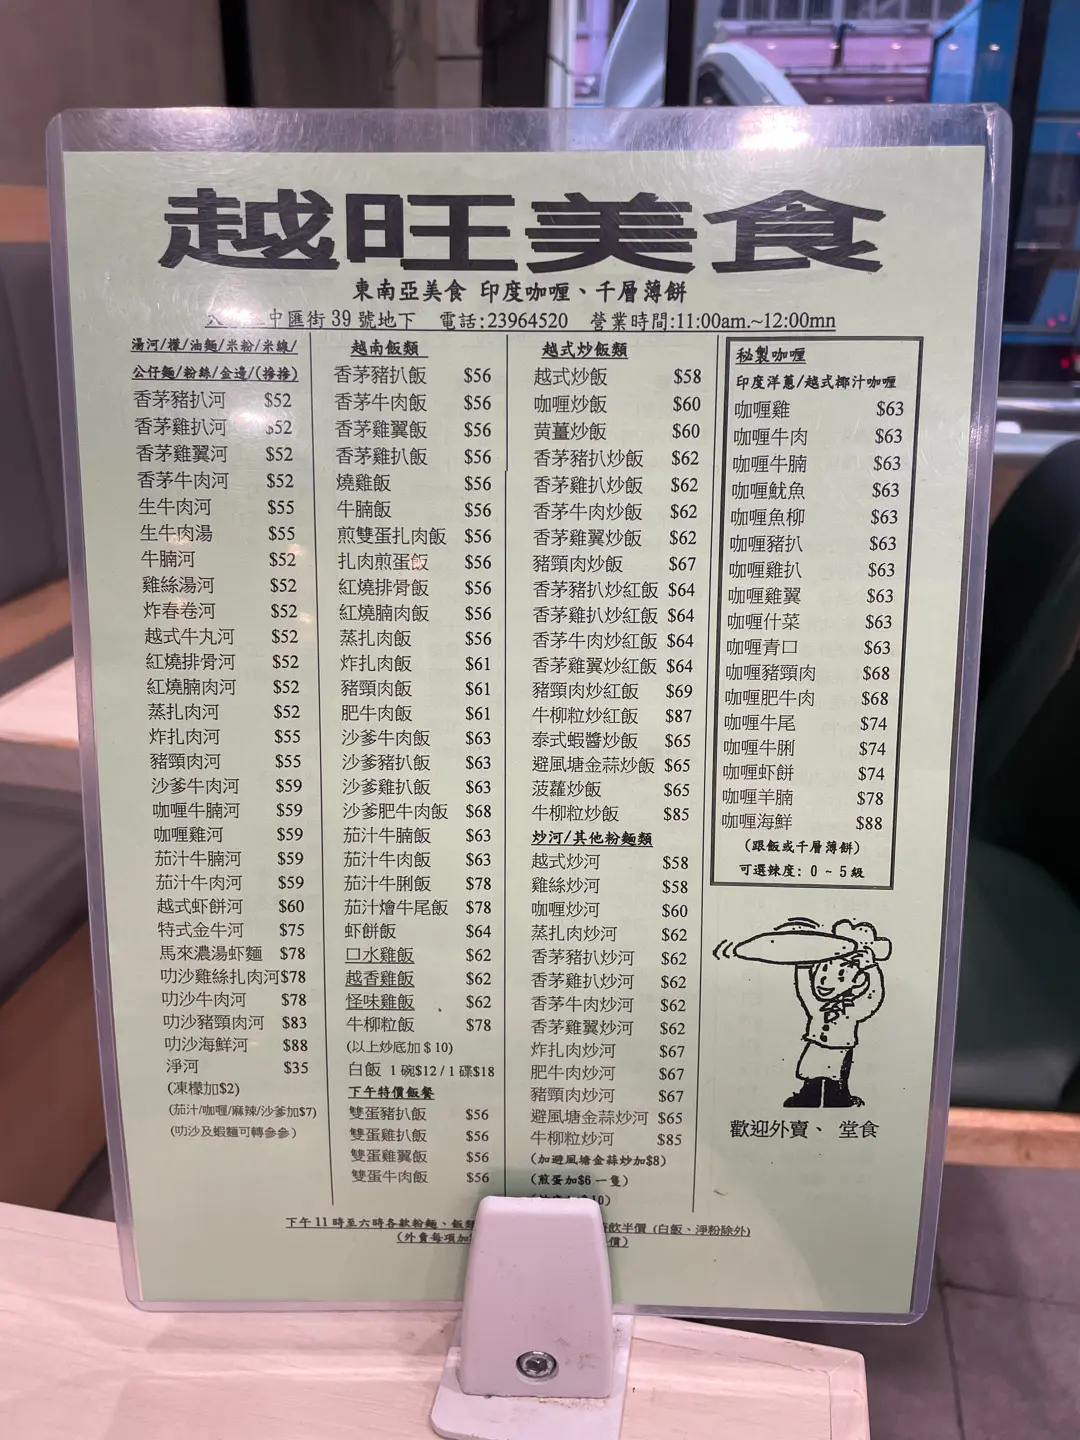 越旺美食
東南亞美食 印度咖喱、千層薄餅
中匯街 39 號地下 電話:23964520 營業時間:11:00am.~12:00mn
湯河/檬/油麵/米粉/米線/
公仔麵/粉絲/金邊/(摻摻)
香茅豬扒河 $52
香茅雞扒河 $52
香茅雞翼河 $52
香茅牛肉河 $52
生牛肉河 $55
生牛肉湯 $55
牛腩河 $52
雞絲湯河 $52
炸春卷河 $52
越式牛丸河 $52
紅燒排骨河 $52
紅燒腩肉河 $52
蒸扎肉河 $52
炸扎肉河 $55
豬頸肉河 $55
沙爹牛肉河 $59
咖喱牛腩河 $59
咖喱雞河 $59
茄汁牛腩河 $59
茄汁牛肉河 $59
越式虾餅河 $60
特式金牛河 $75
馬來濃湯虾麵 $78
叻沙雞絲扎肉河$78
叻沙牛肉河 $78
叻沙豬頸肉河 $83
叻沙海鮮河 $88
淨河 $35
(凍檬加$2)
(茄汁/咖喱/麻辣/沙爹加$7)
(叻沙及蝦麵可轉參參)
越南飯類
香茅豬扒飯 $56
香茅牛肉飯 $56
香茅雞翼飯 $56
香茅雞扒飯 $56
燒雞飯 $56
牛腩飯 $56
煎雙蛋扎肉飯 $56
扎肉煎蛋飯 $56
紅燒排骨飯 $56
紅燒腩肉飯 $56
蒸扎肉飯 $56
炸扎肉飯 $61
豬頸肉飯 $61
肥牛肉飯 $61
沙爹牛肉飯 $63
沙爹豬扒飯 $63
沙爹雞扒飯 $63
沙爹肥牛肉飯 $68
茄汁牛腩飯 $63
茄汁牛肉飯 $63
茄汁牛脷飯 $78
茄汁燴牛尾飯 $78
虾餅飯 $64
口水雞飯 $62
越香雞飯 $62
怪味雞飯 $62
牛柳粒飯 $78
(以上炒底加＄10)
白飯 1 碗$12 / 1 碟$18
下午特價飯餐
雙蛋豬扒飯 $56
雙蛋雞扒飯 $56
雙蛋雞翼飯 $56
雙蛋牛肉飯 $56
越式炒飯類
越式炒飯 $58
咖喱炒飯 $60
黄薑炒飯 $60
香茅豬扒炒飯 $62
香茅雞扒炒飯 $62
香茅牛肉炒飯 $62
香茅雞翼炒飯 $62
豬頸肉炒飯 $67
香茅豬扒炒紅飯 $64
香茅雞扒炒紅飯 $64
香茅牛肉炒紅飯 $64
香茅雞翼炒紅飯 $64
豬頸肉炒紅飯 $69
牛柳粒炒紅飯 $87
泰式蝦醬炒飯 $65
避風塘金蒜炒飯 $65
菠蘿炒飯 $65
牛柳粒炒飯 $85
炒河/其他粉麵類
越式炒河 $58
雞絲炒河 $58
咖喱炒河 $60
蒸扎肉炒河 $62
香茅豬扒炒河 $62
香茅雞扒炒河 $62
香茅牛肉炒河 $62
香茅雞翼炒河 $62
炸扎肉炒河 $67
肥牛肉炒河 $67
豬頸肉炒河 $67
避風塘金蒜炒河 $65
牛柳粒炒河 $85
(加避風塘金蒜炒加$8)
(煎蛋加$6 一隻)
秘製咖喱
印度洋蔥/越式椰汁咖喱
咖喱雞 $63
咖喱牛肉 $63
咖喱牛腩 $63
咖喱魷魚 $63
咖喱魚柳 $63
咖喱豬扒 $63
咖喱雞扒 $63
咖喱雞翼 $63
咖喱什菜 $63
咖喱青口 $63
咖喱豬頸肉 $68
咖喱肥牛肉 $68
咖喱牛尾 $74
咖喱牛脷 $74
咖喱虾餅 $74
咖喱羊腩 $78
咖喱海鮮 $88
(跟飯或千層薄餅)
可選辣度: 0 ~ 5級
歡迎外賣、 堂食
下午 11 時至六時各款粉麵、飯類 飲半價 (白飯、淨粉除外)
(外賣每項加 價)